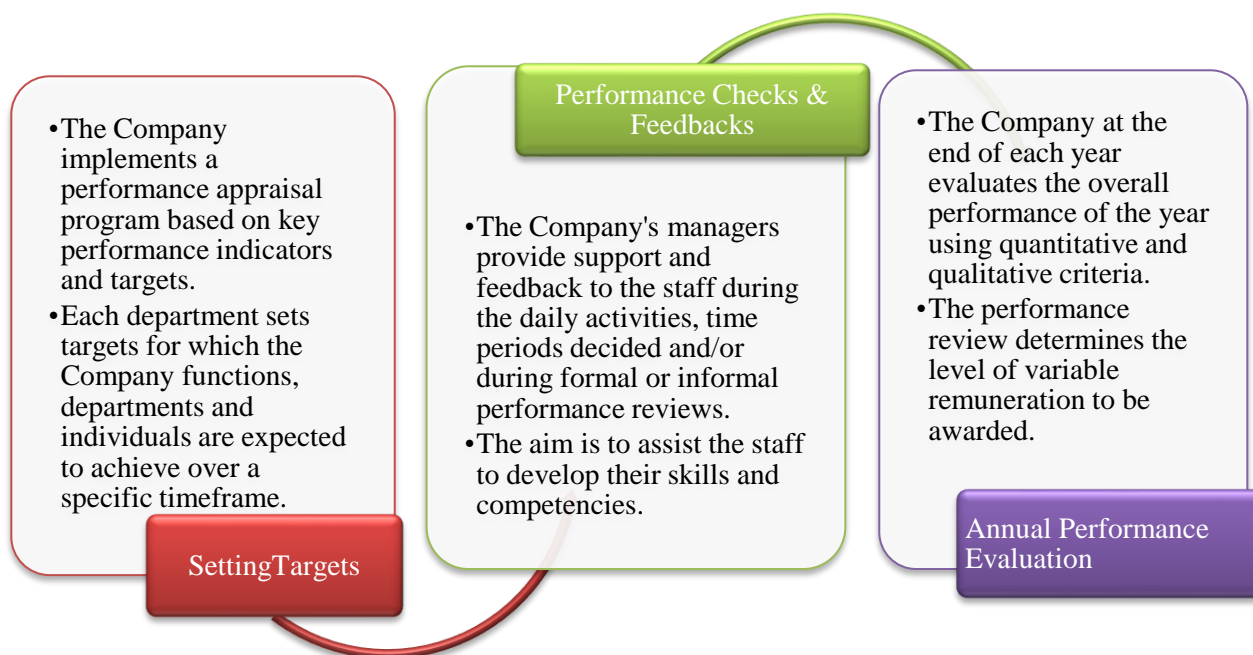 •The Company
implements a
performance appraisal
program based on key
performance indicators
and targets.
•Each department sets
targets for which the
Company functions,
departments and
individuals are expected
to achieve over a
specific timeframe.
SettingTargets
Performance Checks &
Feedbacks
•The Company's managers
provide support and
feedback to the staff during
the daily activities, time
periods decided and/or
during formal or informal
performance reviews.
•The aim is to assist the staff
to develop their skills and
competencies.
•The Company at the
end of each year
evaluates the overall
performance of the year
using quantitative and
qualitative criteria.
•The performance
review determines the
level of variable
remuneration to be
awarded.
Annual Performance
Evaluation